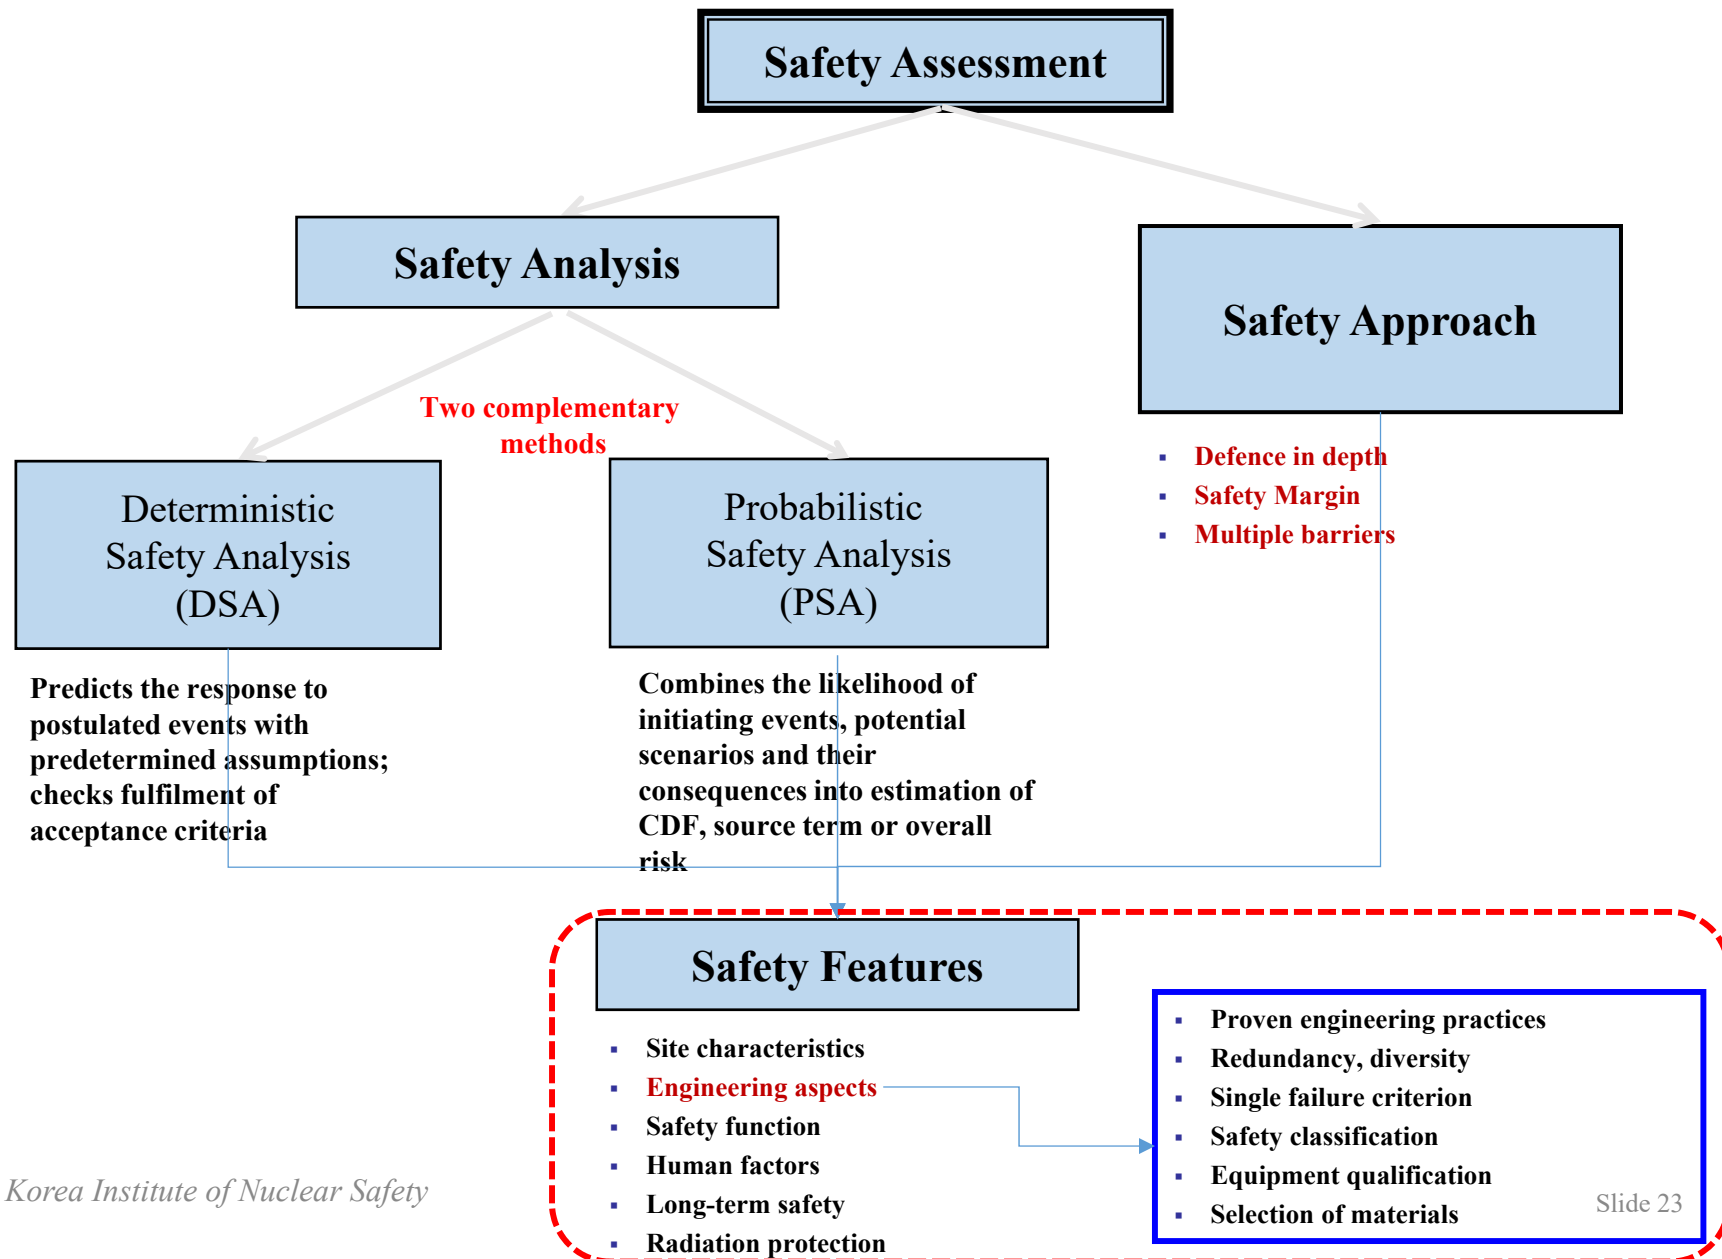 Safety Assessment
Safety Analysis
Safety Approach
Two complementary
methods
Deterministic
Safety Analysis
(DSA)
Probabilistic
Safety Analysis
(PSA)
▪ Defence in depth
▪ Safety Margin
▪ Multiple barriers
Predicts the response to
postulated events with
predetermined assumptions;
checks fulfilment of
acceptance criteria
Combines the likelihood of
initiating events, potential
scenarios and their
consequences into estimation of
CDF, source term or overall
risk
Safety Features
▪ Site characteristics
▪ Engineering aspects
▪ Safety function
▪ Human factors
▪ Long-term safety
▪ Radiation protection
▪ Proven engineering practices
▪ Redundancy, diversity
▪ Single failure criterion
▪ Safety classification
▪ Equipment qualification
▪ Selection of materials
Korea Institute of Nuclear Safety
Slide 23